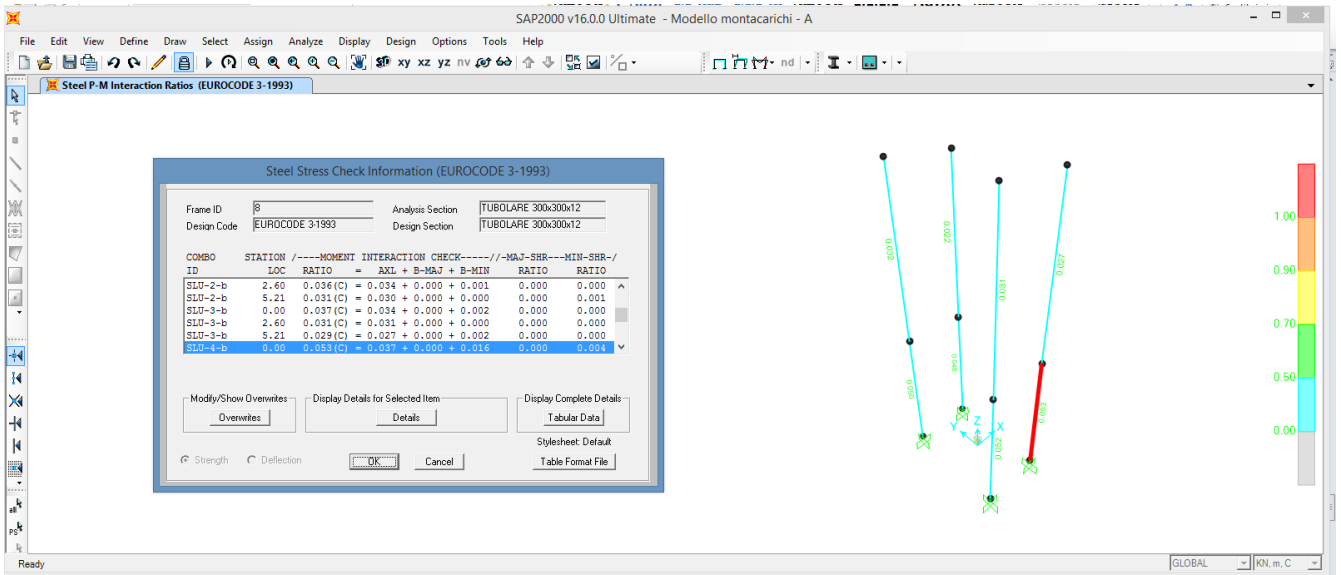 SAP2000 v16.0.0 Ultimate - Modello montacarichi - A
File Edit View Define Draw Select Assign Analyze Display Design Options Tools Help
3D xy xz yz nv
nd
Steel P-M Interaction Ratios (EUROCODE 3-1993)
Steel Stress Check Information (EUROCODE 3-1993)
Frame ID 8 Analysis Section TUBOLARE 300x300x12
Design Code EUROCODE 3-1993 Design Section TUBOLARE 300x300x12
COMBO STATION /----MOMENT INTERACTION CHECK-----//-MAJ-SHR---MIN-SHR-/
ID LOC RATIO = AXL + B-MAJ + B-MIN RATIO RATIO
SLU-2-b 2.60 0.036(C) = 0.034 + 0.000 + 0.001 0.000 0.000
SLU-2-b 5.21 0.031(C) = 0.030 + 0.000 + 0.000 0.000 0.001
SLU-3-b 0.00 0.037(C) = 0.034 + 0.000 + 0.002 0.000 0.000
SLU-3-b 2.60 0.031(C) = 0.031 + 0.000 + 0.000 0.000 0.000
SLU-3-b 5.21 0.029(C) = 0.027 + 0.000 + 0.002 0.000 0.000
SLU-4-b 0.00 0.053(C) = 0.037 + 0.000 + 0.016 0.000 0.004
Modify/Show Overwrites Display Details for Selected Item Display Complete Details
Overwrites Details Tabular Data
Stylesheet: Default
Strength Deflection OK Cancel Table Format File
0.032
0.022
0.031
0.027
0.052
0.053
Y Z X
1.00
0.90
0.70
0.50
0.00
all
PS
Ready
GLOBAL KN, m, C